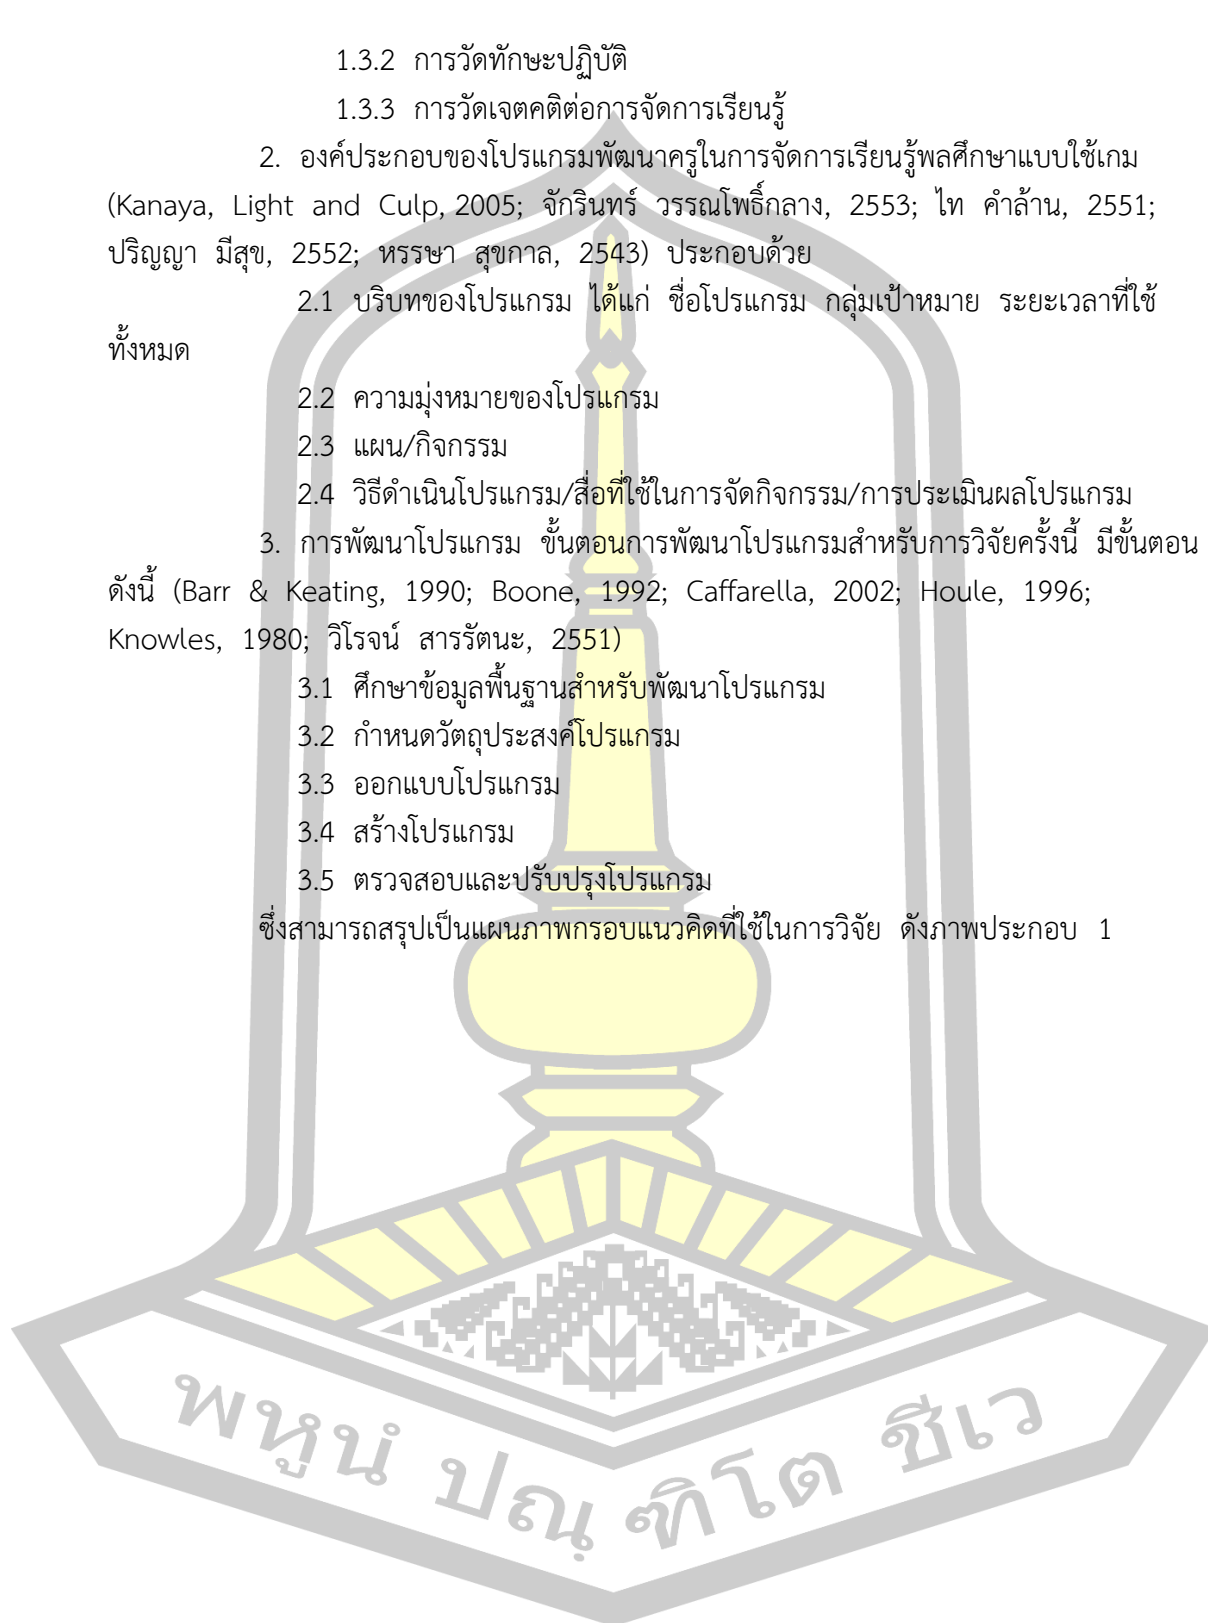 1.3.2 การวัดทักษะปฏิบัติ
1.3.3 การวัดเจตคติต่อการจัดการเรียนรู้
2. องค์ประกอบของโปรแกรมพัฒนาครูในการจัดการเรียนรู้พลศึกษาแบบใช้เกม
(Kanaya, Light and Culp, 2005; จักรินทร์ วรรณโพธิ์กลาง, 2553; ไท คำล้าน, 2551;
ปริญญา มีสุข, 2552; หรรษา สุขกาล, 2543) ประกอบด้วย
2.1 บริบทของโปรแกรม ได้แก่ ชื่อโปรแกรม กลุ่มเป้าหมาย ระยะเวลาที่ใช้
ทั้งหมด
2.2 ความมุ่งหมายของโปรแกรม
2.3 แผน/กิจกรรม
2.4 วิธีดำเนินโปรแกรม/สื่อที่ใช้ในการจัดกิจกรรม/การประเมินผลโปรแกรม
3. การพัฒนาโปรแกรม ขั้นตอนการพัฒนาโปรแกรมสำหรับการวิจัยครั้งนี้ มีขั้นตอน
ดังนี้ (Barr & Keating, 1990; Boone, 1992; Caffarella, 2002; Houle, 1996;
Knowles, 1980; วิโรจน์ สารรัตนะ, 2551)
3.1 ศึกษาข้อมูลพื้นฐานสำหรับพัฒนาโปรแกรม
3.2 กำหนดวัตถุประสงค์โปรแกรม
3.3 ออกแบบโปรแกรม
3.4 สร้างโปรแกรม
3.5 ตรวจสอบและปรับปรุงโปรแกรม
ซึ่งสามารถสรุปเป็นแผนภาพกรอบแนวคิดที่ใช้ในการวิจัย ดังภาพประกอบ 1
พหูนํ ปณฺฑิโต ชีเว